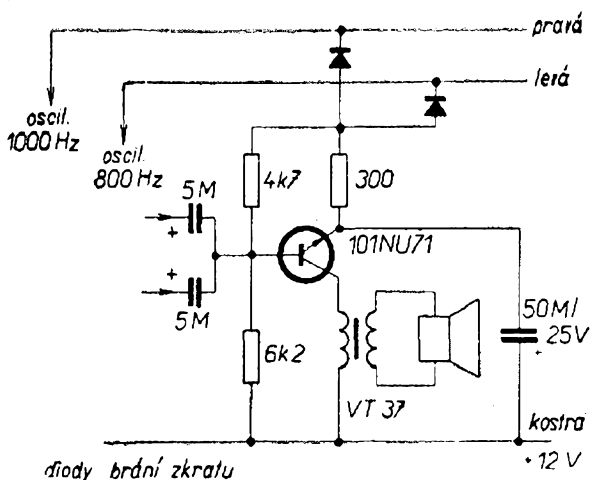 pravá
levá
oscil.
1000 Hz
oscil.
800 Hz
5M
+
4k7
300
101NU71
+
5M
50M/
25V
+
6k2
VT 37
kostra
+12V
diody brání zkratu